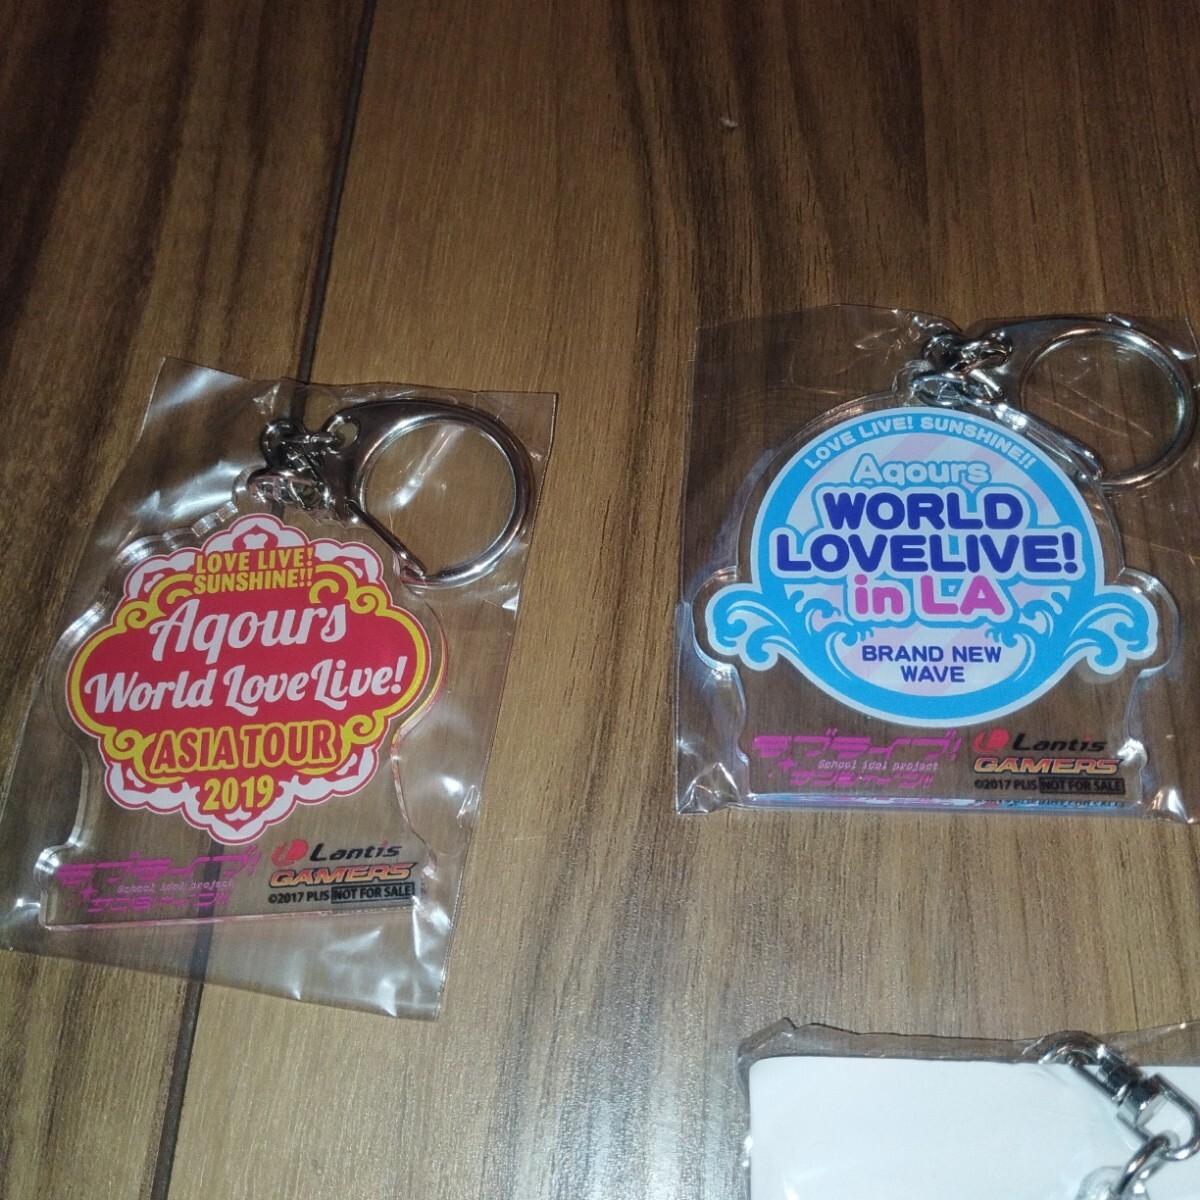 LOVE LIVE!
SUNSHINE!!
Aqours
World LoveLive!
ASIA TOUR
2019
ラブライブ!
School idol project
サンシャイン!!
Lantis
GAMERS
©2017 PLIS NOT FOR SALE
LOVE LIVE! SUNSHINE!!
Aqours
WORLD
LOVELIVE!
in LA
BRAND NEW
WAVE
ラブライブ!
School idol project
サンシャイン!!
Lantis
GAMERS
©2017 PLIS NOT FOR SALE